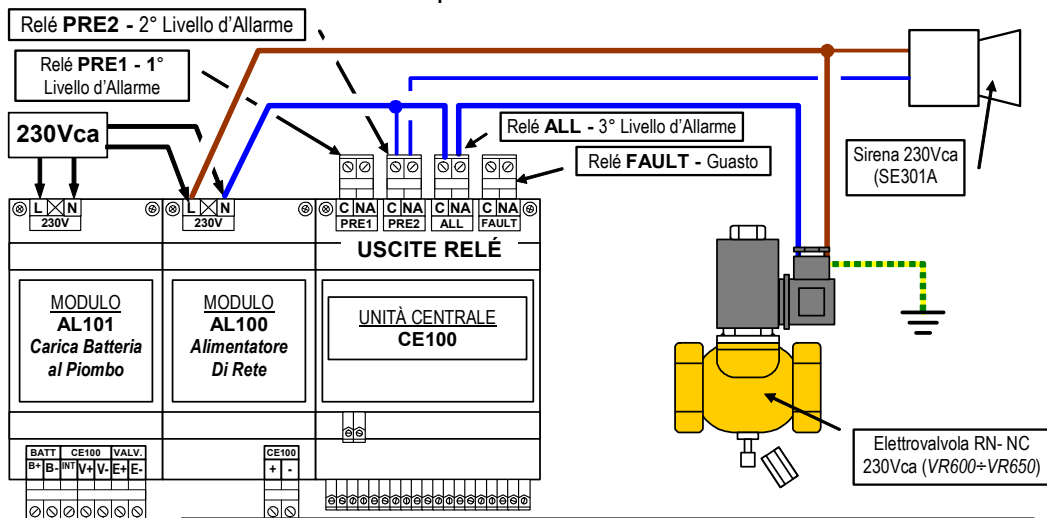 Relé PRE2 - 2° Livello d'Allarme
Relé PRE1 - 1°
Livello d'Allarme
230Vca
Relé ALL - 3° Livello d'Allarme
Relé FAULT - Guasto
Sirena 230Vca
(SE301A
L N
230V
L N
230V
C NA C NA C NA C NA
PRE1 PRE2 ALL FAULT
USCITE RELÉ
MODULO
AL101
Carica Batteria
al Piombo
MODULO
AL100
Alimentatore
Di Rete
UNITÀ CENTRALE
CE100
Elettrovalvola RN- NC
230Vca (VR600÷VR650)
BATT CE100 VALV.
B+ B- INT V+ V- E+ E-
CE100
+ -